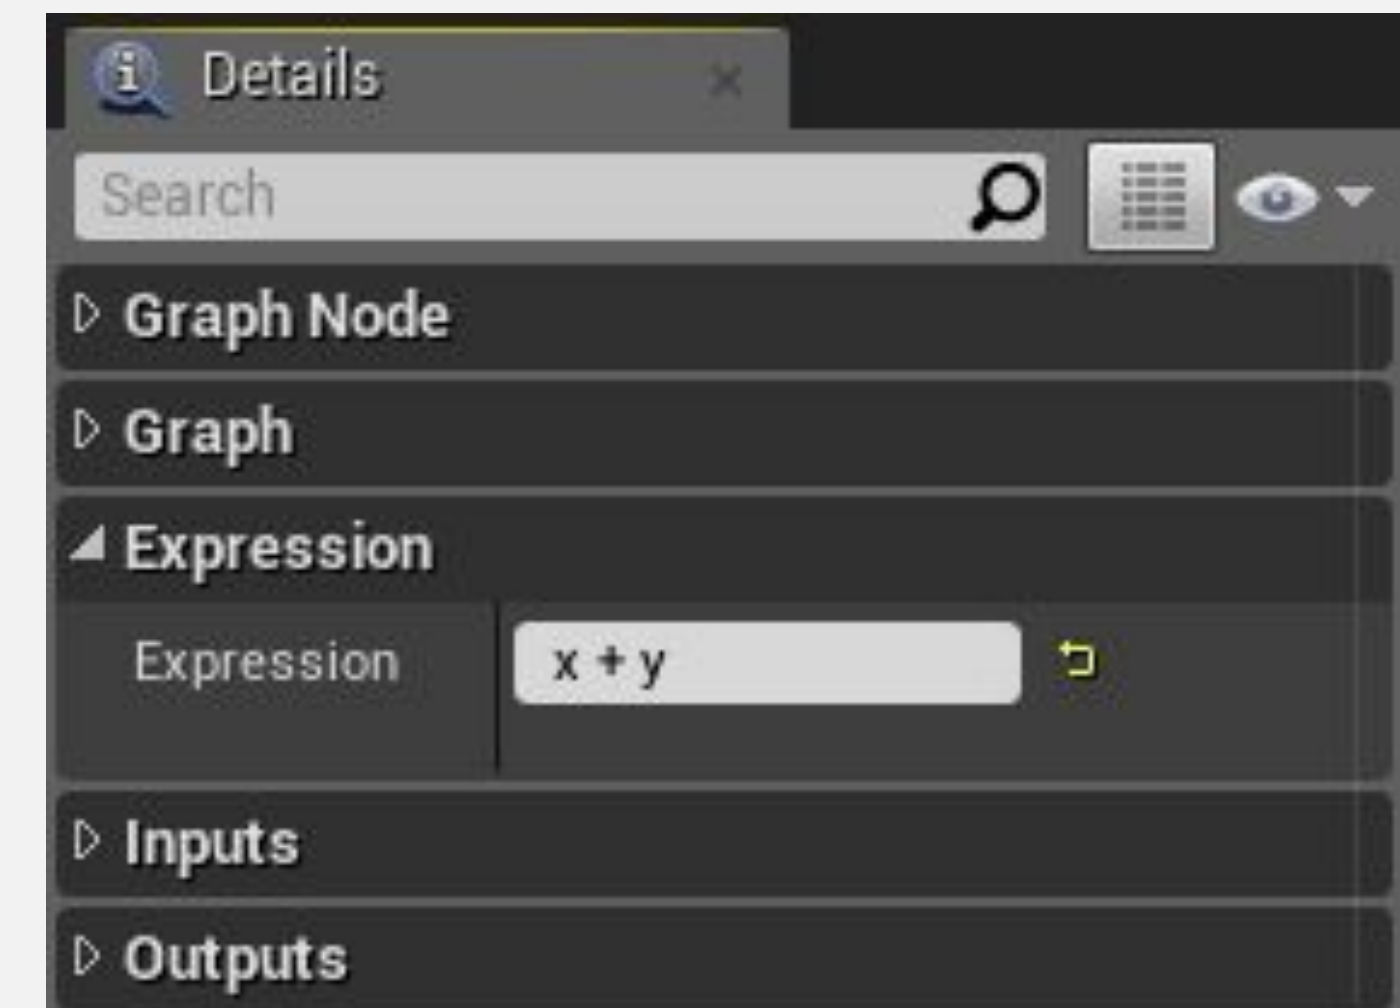 Details
Search
Graph Node
Graph
Expression
Expression x + y
Inputs
Outputs